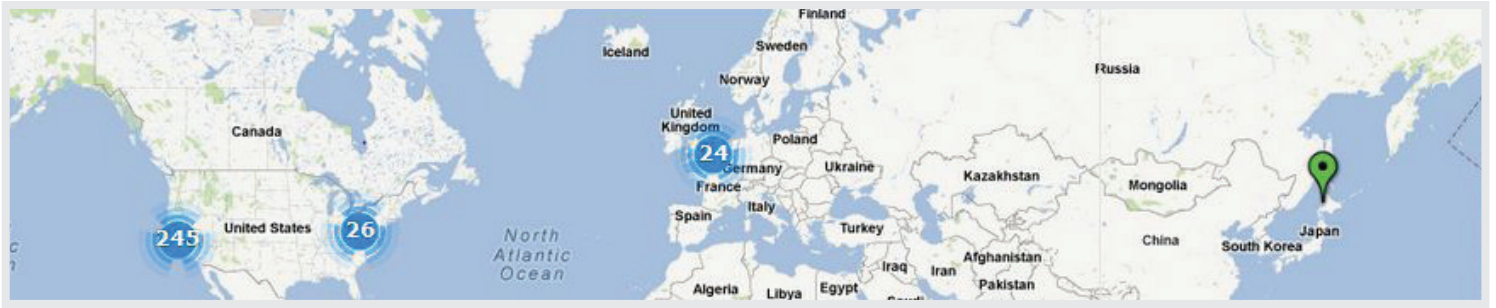 Finland
Sweden
Iceland
Russia
Norway
United
Kingdom
Canada
Poland
24
Germany
Ukraine
Kazakhstan
Mongolia
France
Italy
Spain
United States
26
245
Turkey
Japan
North
Atlantic
Ocean
China
South Korea
Afghanistan
Iraq
Iran
Pakistan
Algeria
Libya
Egypt